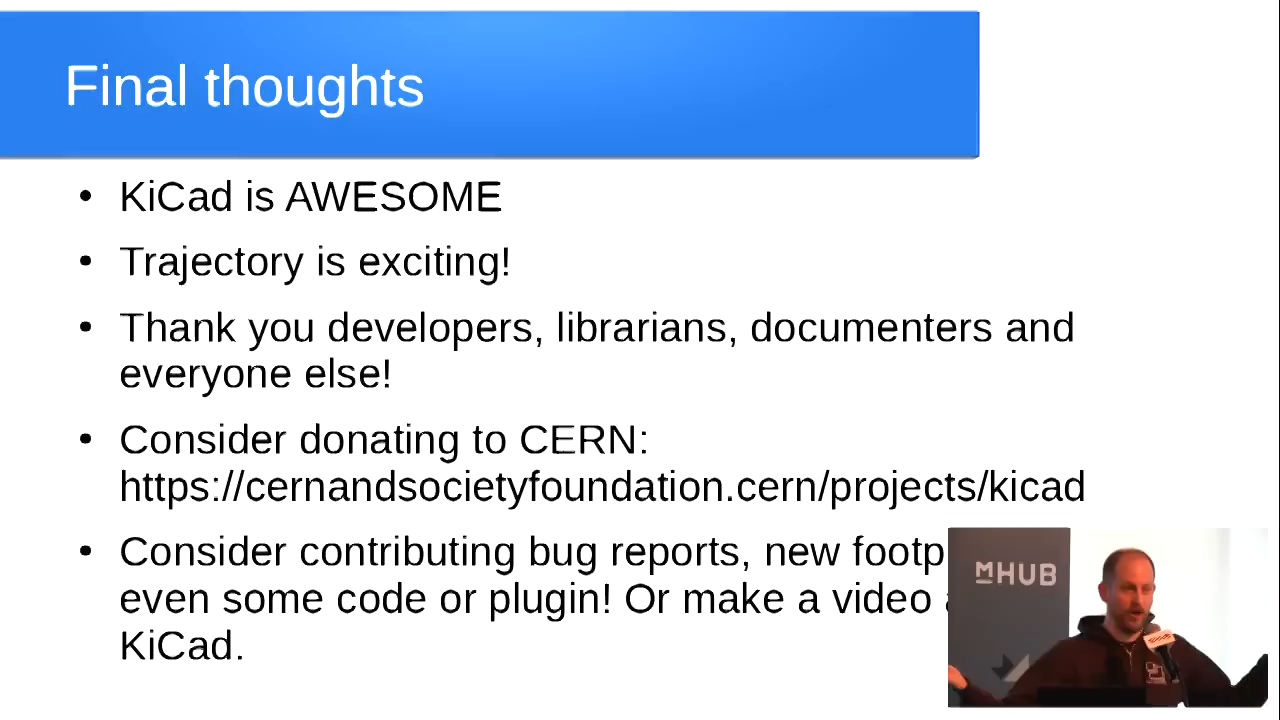 Final thoughts
• KiCad is AWESOME
• Trajectory is exciting!
• Thank you developers, librarians, documenters and
everyone else!
• Consider donating to CERN:
https://cernandsocietyfoundation.cern/projects/kicad
• Consider contributing bug reports, new
even some code or plugin! Or make a video
KiCad.
MHUB